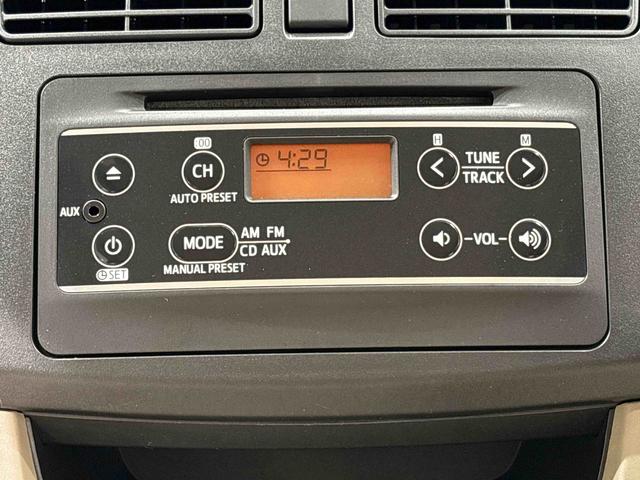 :00
H
M
CH
4:29
TUNE
TRACK
AUTO PRESET
AUX
MODE
AM FM
CD AUX
-VOL-
SET
MANUAL PRESET